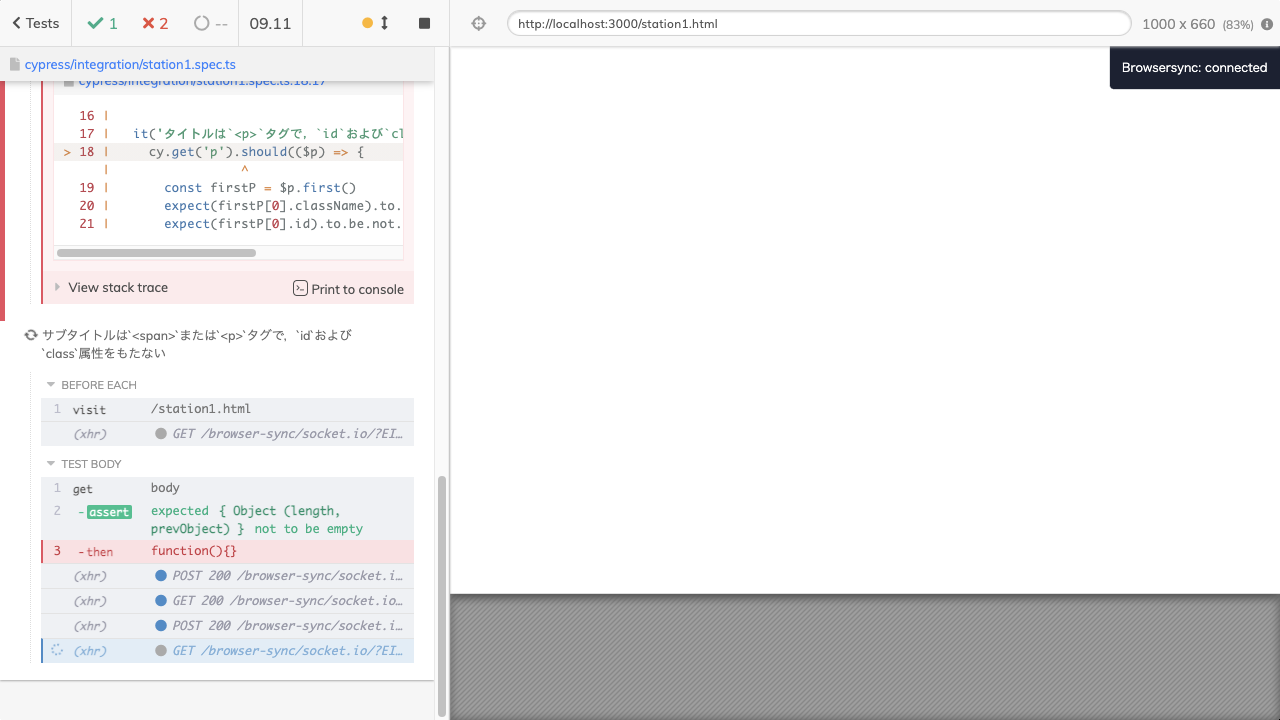 Tests
1
2
--
09.11
http://localhost:3000/station1.html
1000 x 660 (83%)
cypress/integration/station1.spec.ts
Browsersync: connected
cypress/integration/station1.spec.ts:18:17
16 |
17 | it('タイトルは`<p>`タグで, `id`および`cl
> 18 | cy.get('p').should(($p) => {
| ^
19 | const firstP = $p.first()
20 | expect(firstP[0].className).to.
21 | expect(firstP[0].id).to.be.not.
View stack trace
Print to console
サブタイトルは`<span>`または`<p>`タグで, `id`および
`class`属性をもたない
BEFORE EACH
1 visit /station1.html
(xhr) GET /browser-sync/socket.io/?EI…
TEST BODY
1 get body
2 -assert expected { Object (length,
prevObject) } not to be empty
3 -then function(){}
(xhr) POST 200 /browser-sync/socket.i…
(xhr) GET 200 /browser-sync/socket.io…
(xhr) POST 200 /browser-sync/socket.i…
(xhr) GET /browser-sync/socket.io/?EI…